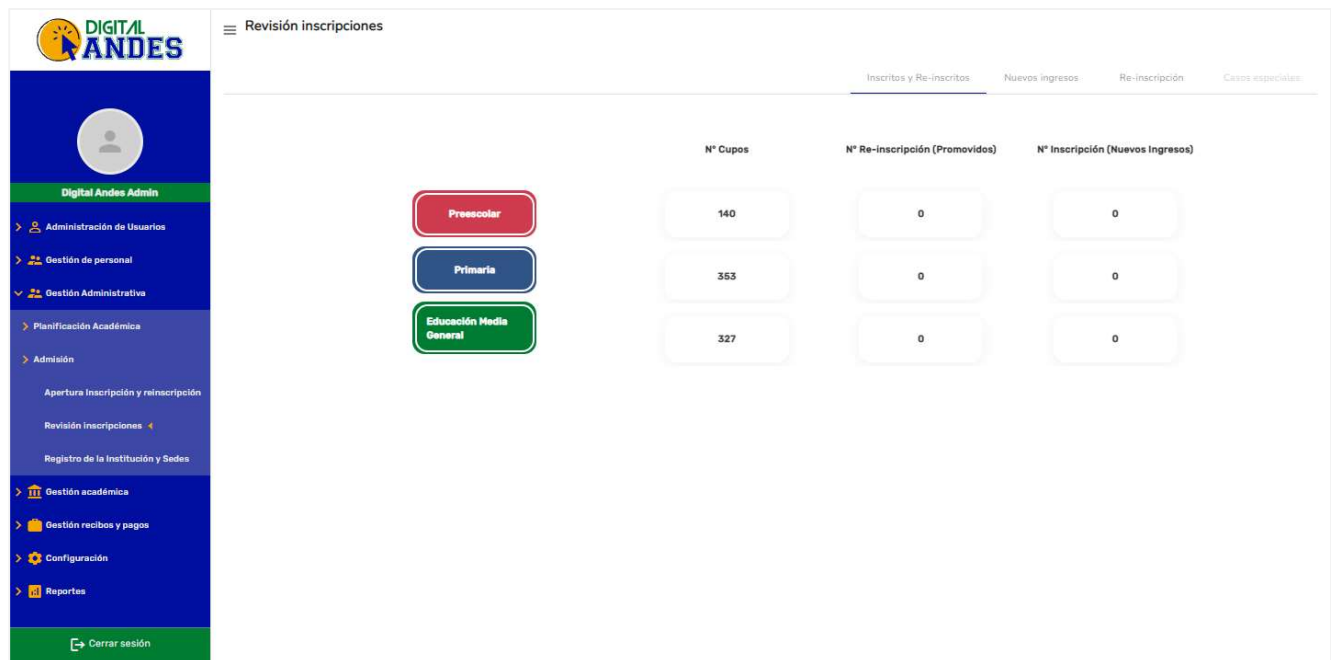 DIGITAL
ANDES
Revisión inscripciones
Inscritos y Re-inscritos
Nuevos ingresos
Re-inscripción
Casos especiales
Digital Andes Admin
Administración de Usuarios
Gestión de personal
Gestión Administrativa
Planificación Académica
Admisión
Apertura Inscripción y reinscripción
Revisión inscripciones
Registro de la Institución y Sedes
Gestión académica
Gestión recibos y pagos
Configuración
Reportes
Cerrar sesión
N° Cupos
N° Re-inscripción (Promovidos)
N° Inscripción (Nuevos Ingresos)
Preescolar
140
0
0
Primaria
353
0
0
Educación Media
General
327
0
0